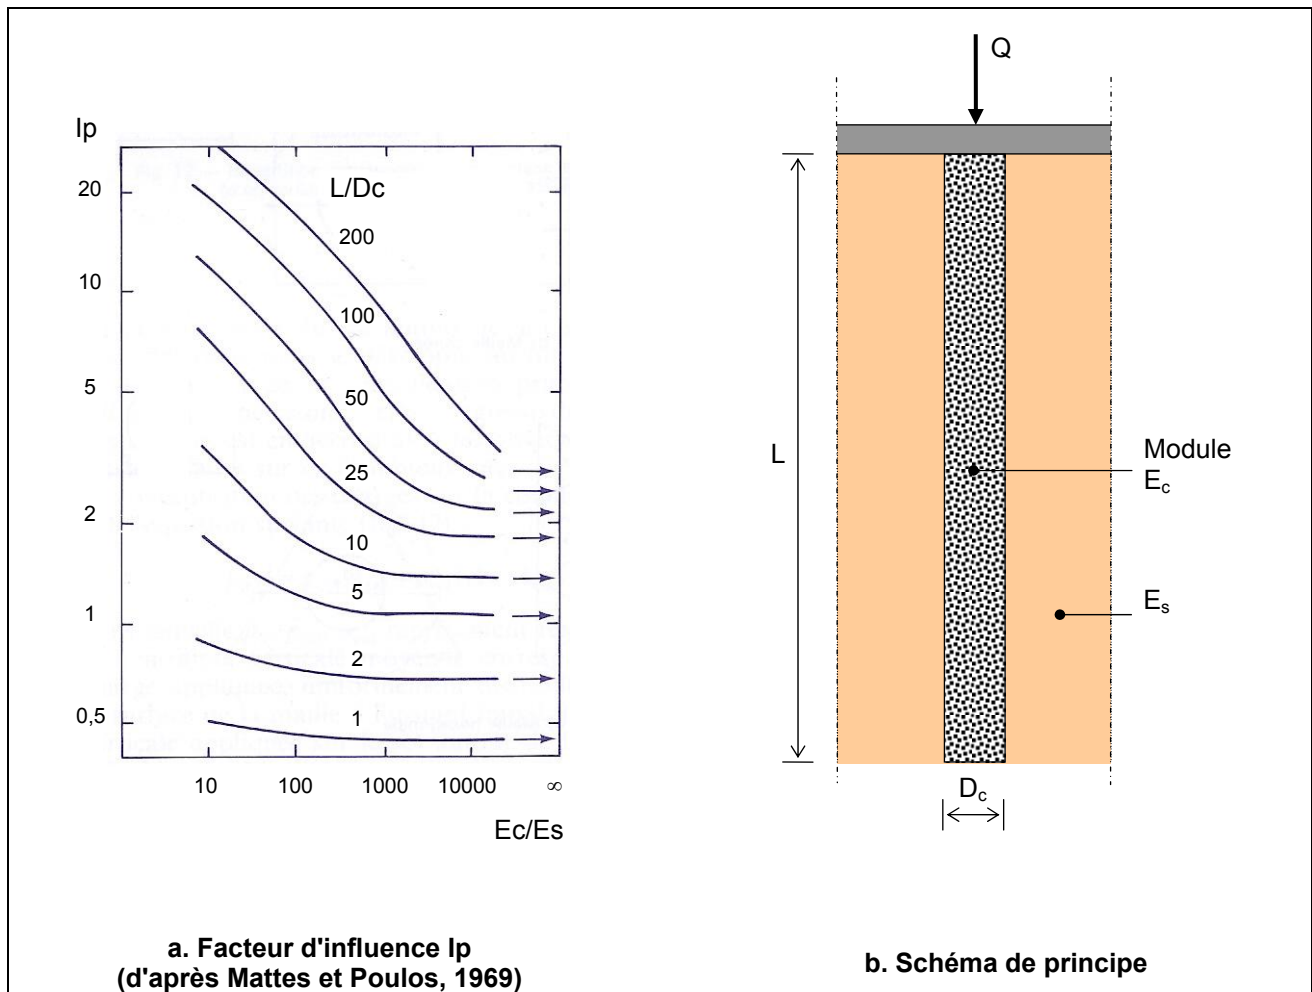 Ip
20
10
5
2
1
0,5
L/Dc
200
100
50
25
10
5
2
1
10 100 1000 10000 ∞
Ec/Es
a. Facteur d'influence Ip
(d'après Mattes et Poulos, 1969)
Q
L
Module
Ec
Es
Dc
b. Schéma de principe